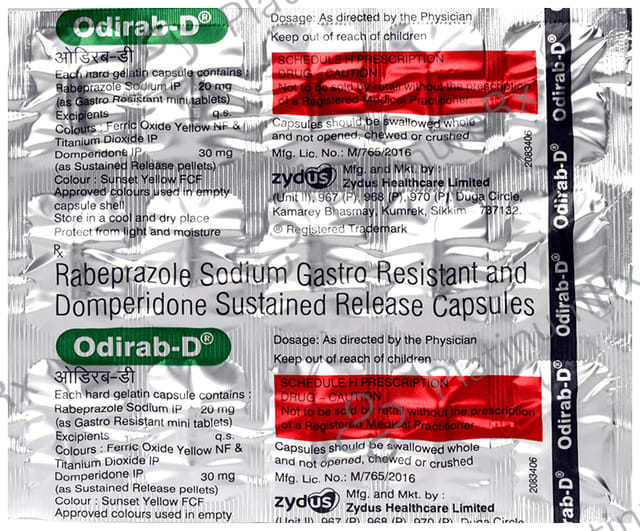 Odirab-D®
ओडिरब-डी
Each hard gelatin capsule contains :
Rabeprazole Sodium IP 20 mg
(as Gastro Resistant mini tablets)
Excipients q.s.
Colours : Ferric Oxide Yellow NF &
Titanium Dioxide IP
Domperidone IP 30 mg
(as Sustained Release pellets)
Colour : Sunset Yellow FCF
Approved colours used in empty
capsule shell
Store in a cool and dry place
Protect from light and moisture
Dosage: As directed by the Physician
Keep out of reach of children
SCHEDULE H PRESCRIPTION
DRUG – CAUTION
Not to be sold by retail without the prescription
of a Registered Medical Practitioner.
Capsules should be swallowed whole
and not opened, chewed or crushed
Mfg. Lic. No.: M/765/2016
zydus
Mfg. and Mkt. by :
Zydus Healthcare Limited
(Unit II), 967 (P), 968 (P), 970 (P), Duga Circle,
Kamarey Bhasmay, Kumrek, Sikkim 737132.
® Registered Trademark
2083406
Rx
Rabeprazole Sodium Gastro Resistant and
Domperidone Sustained Release Capsules
Odirab-D®
ओडिरब-डी
Each hard gelatin capsule contains :
Rabeprazole Sodium IP 20 mg
(as Gastro Resistant mini tablets)
Excipients q.s.
Colours : Ferric Oxide Yellow NF &
Titanium Dioxide IP
Domperidone IP 30 mg
(as Sustained Release pellets)
Colour : Sunset Yellow FCF
Approved colours used in empty
Dosage: As directed by the Physician
Keep out of reach of children
SCHEDULE H PRESCRIPTION
DRUG – CAUTION
Not to be sold by retail without the prescription
of a Registered Medical Practitioner.
Capsules should be swallowed whole
and not opened, chewed or crushed
Mfg. Lic. No.: M/765/2016
zydus
Mfg. and Mkt. by :
Zydus Healthcare Limited
(Unit II), 967 (P), 968 (P), 970 (P), Duga Circle,
2083406
Odirab-D®
Odirab-D®
Odirab-D®
Odirab-D®
ab-D®